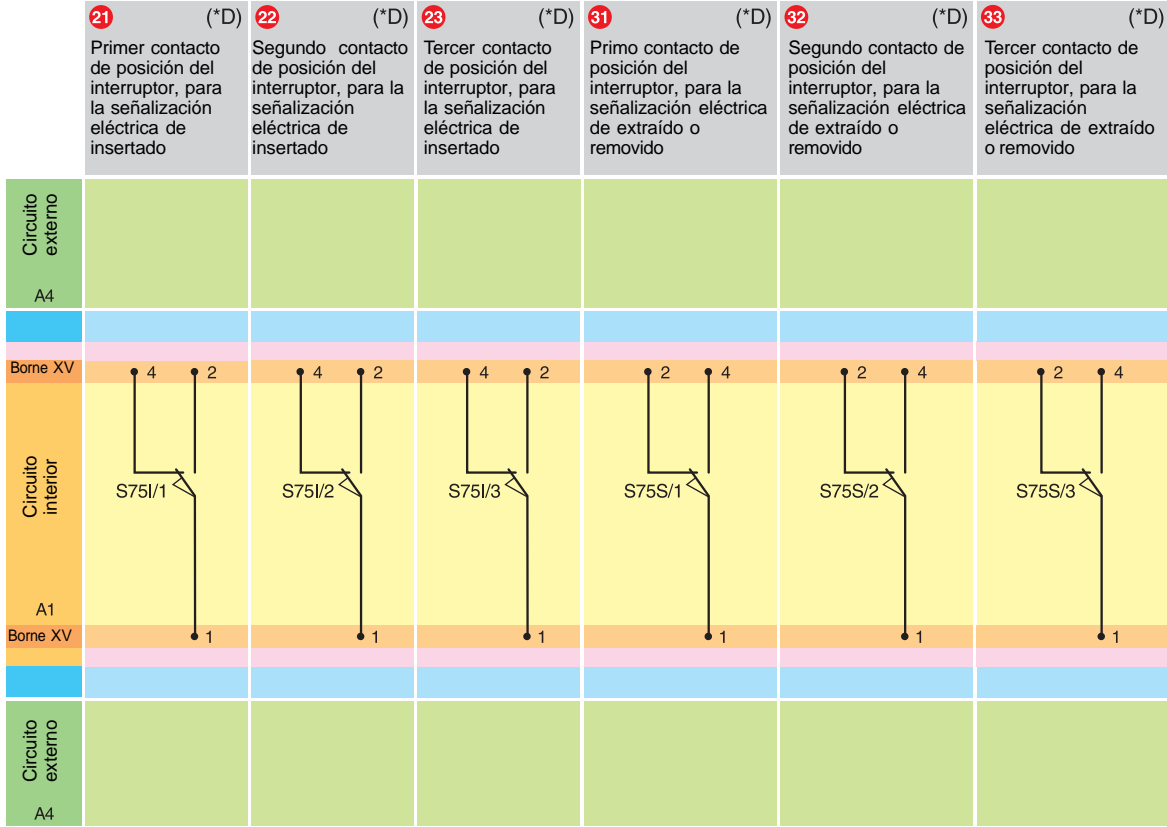 21 (*D)
Primer contacto
de posición del
interruptor, para
la señalización
eléctrica de
insertado
22 (*D)
Segundo contacto
de posición del
interruptor, para la
señalización
eléctrica de
insertado
23 (*D)
Tercer contacto
de posición del
interruptor, para
la señalización
eléctrica de
insertado
31 (*D)
Primo contacto de
posición del
interruptor, para la
señalización eléctrica
de extraído o
removido
32 (*D)
Segundo contacto de
posición del
interruptor, para la
señalización eléctrica
de extraído o
removido
33 (*D)
Tercer contacto de
posición del
interruptor, para la
señalización
eléctrica de extraído
o removido
Circuito
externo
A4
Borne XV
4 2
4 2
4 2
2 4
2 4
2 4
Circuito
interior
S75I/1
S75I/2
S75I/3
S75S/1
S75S/2
S75S/3
A1
Borne XV
1
1
1
1
1
1
Circuito
externo
A4